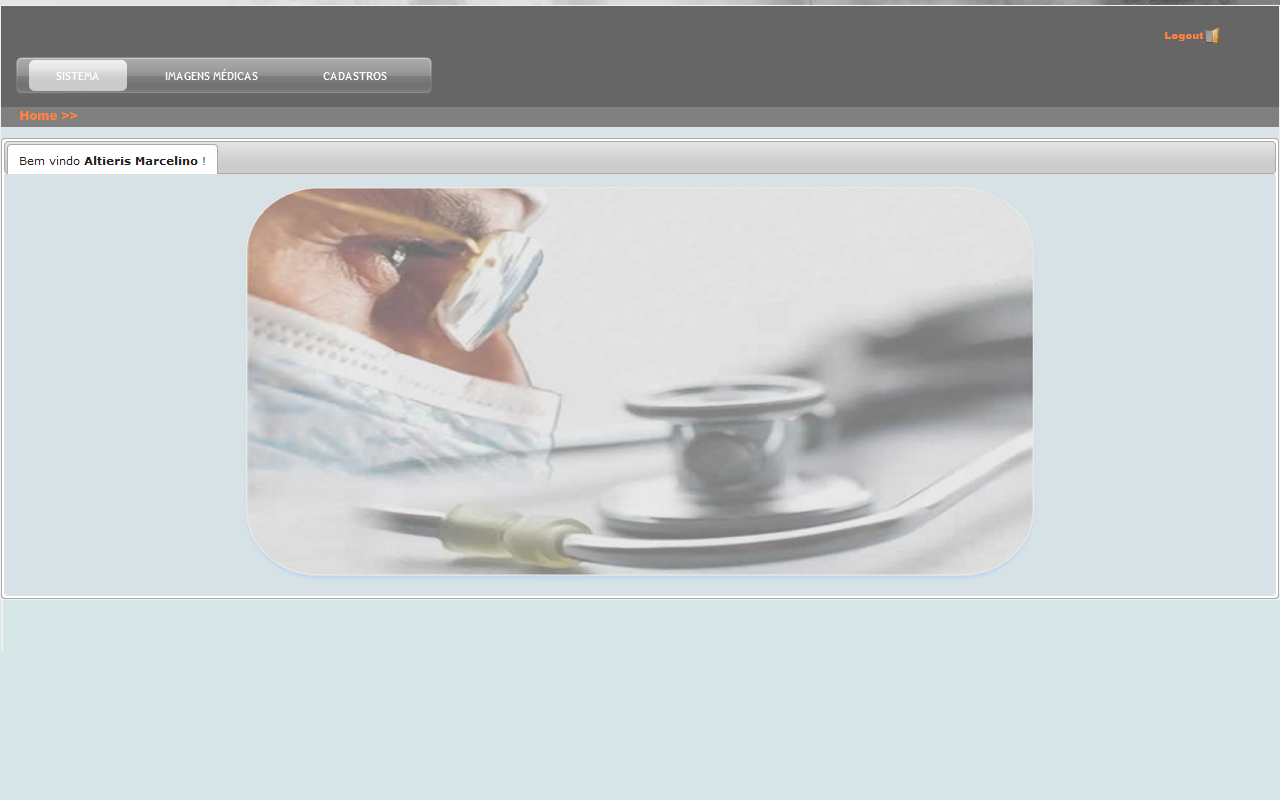 Logout
SISTEMA IMAGENS MÉDICAS CADASTROS
Home >>
Bem vindo Altieris Marcelino !